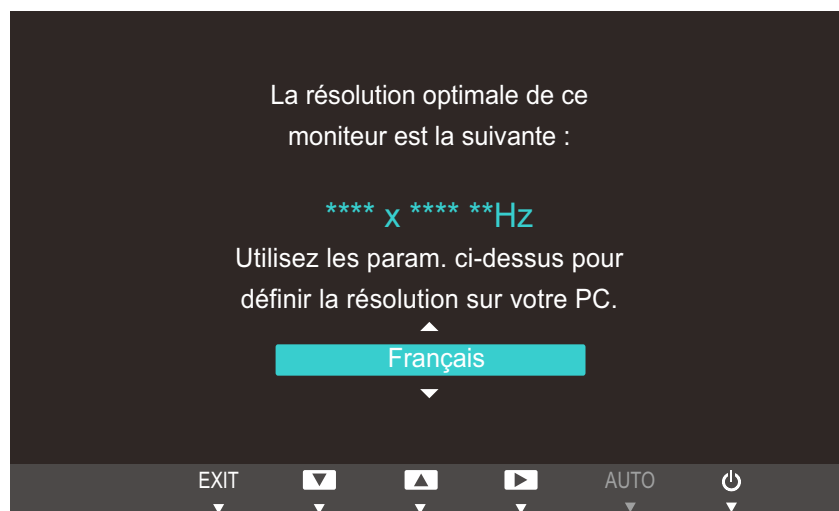 La résolution optimale de ce
moniteur est la suivante :
**** x **** **Hz
Utilisez les param. ci-dessus pour
définir la résolution sur votre PC.
Français
EXIT AUTO